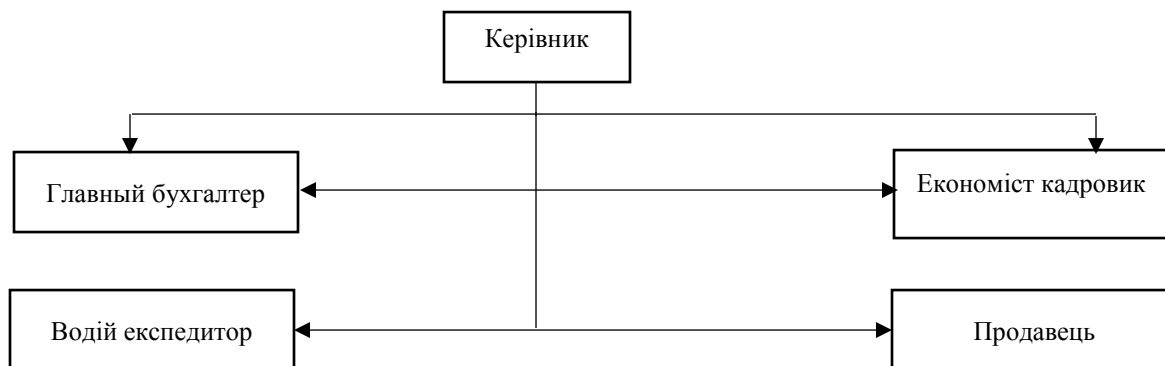 Керівник
Главный бухгалтер
Економіст кадровик
Водій експедитор
Продавець